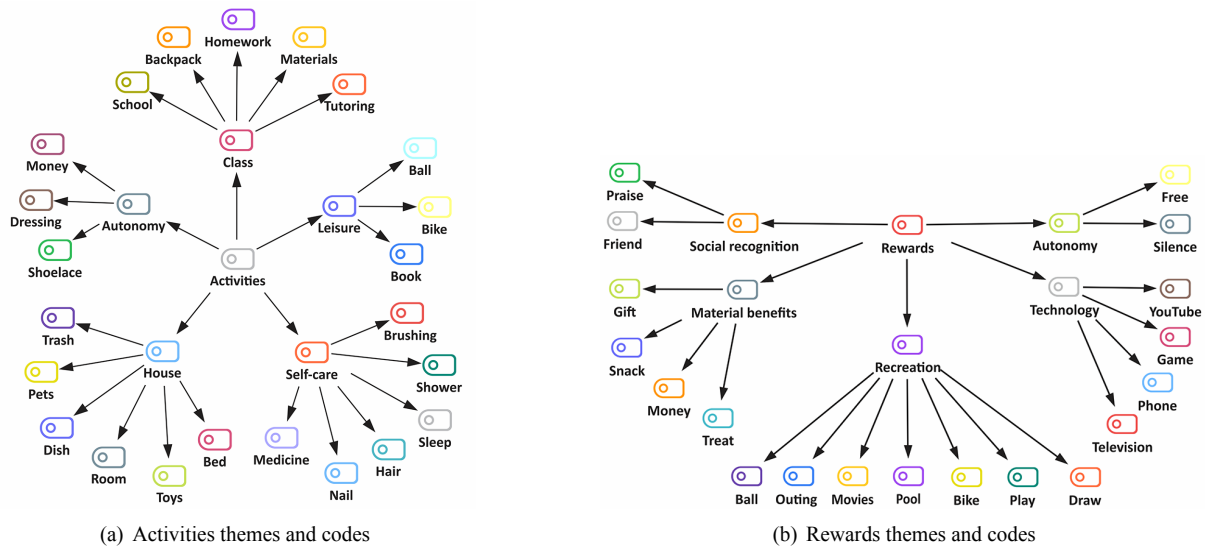 Homework
Backpack
Materials
School
Tutoring
Class
Money
Ball
Dressing
Autonomy
Leisure
Bike
Shoelace
Book
Activities
Trash
Brushing
Pets
House
Self-care
Shower
Dish
Sleep
Room
Bed
Medicine
Hair
Toys
Nail
(a) Activities themes and codes
Praise
Free
Friend
Social recognition
Rewards
Autonomy
Silence
Gift
Material benefits
Technology
YouTube
Snack
Recreation
Game
Money
Phone
Treat
Television
Ball
Outing
Movies
Pool
Bike
Play
Draw
(b) Rewards themes and codes